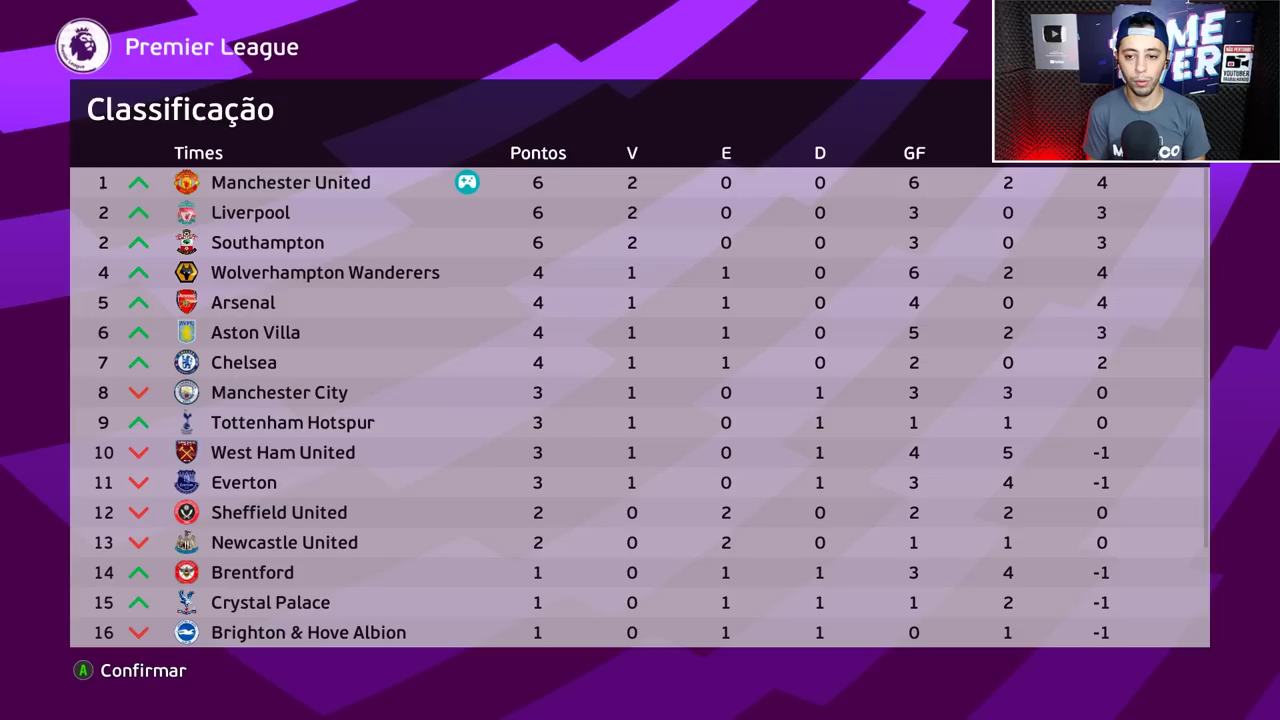 Premier League
Classificação
Times Pontos V E D GF
1 Manchester United 6 2 0 0 6 2 4
2 Liverpool 6 2 0 0 3 0 3
2 Southampton 6 2 0 0 3 0 3
4 Wolverhampton Wanderers 4 1 1 0 6 2 4
5 Arsenal 4 1 1 0 4 0 4
6 Aston Villa 4 1 1 0 5 2 3
7 Chelsea 4 1 1 0 2 0 2
8 Manchester City 3 1 0 1 3 3 0
9 Tottenham Hotspur 3 1 0 1 1 1 0
10 West Ham United 3 1 0 1 4 5 -1
11 Everton 3 1 0 1 3 4 -1
12 Sheffield United 2 0 2 0 2 2 0
13 Newcastle United 2 0 2 0 1 1 0
14 Brentford 1 0 1 1 3 4 -1
15 Crystal Palace 1 0 1 1 1 2 -1
16 Brighton & Hove Albion 1 0 1 1 0 1 -1
A Confirmar
NÃO PERTURBE
YOUTUBER
TRABALHANDO